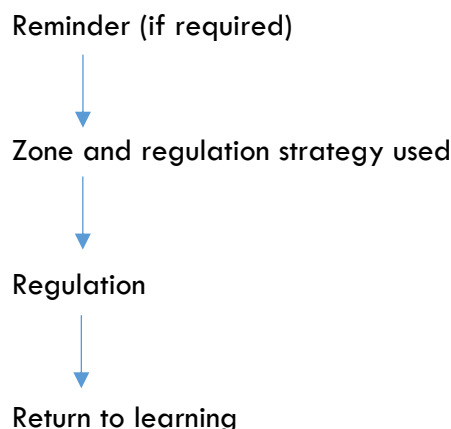 Reminder (if required)
Zone and regulation strategy used
Regulation
Return to learning